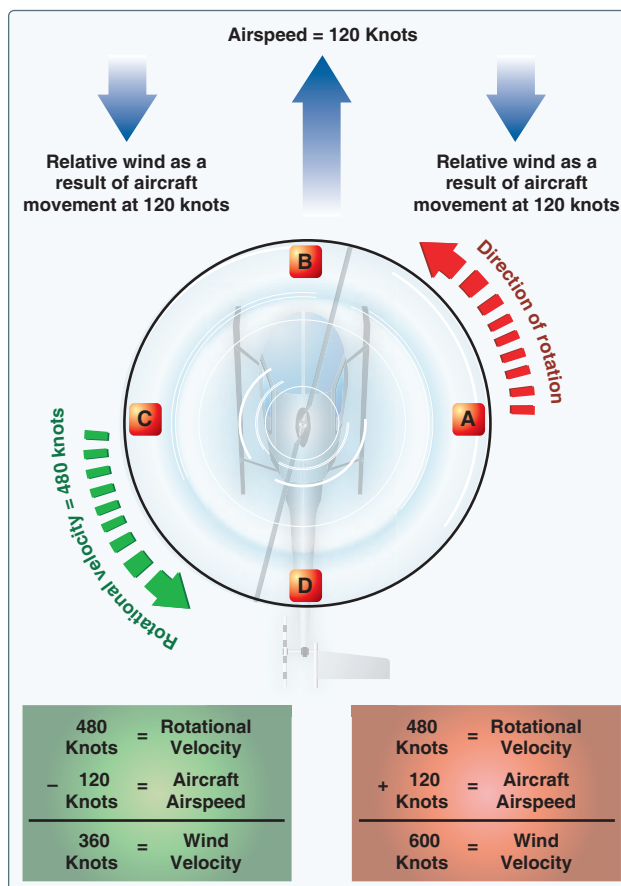 Airspeed = 120 Knots
Relative wind as a
result of aircraft
movement at 120 knots
Relative wind as a
result of aircraft
movement at 120 knots
B
Direction of rotation
C
A
Rotational velocity = 480 knots
D
480 Knots = Rotational Velocity
– 120 Knots = Aircraft Airspeed
360 Knots = Wind Velocity
480 Knots = Rotational Velocity
+ 120 Knots = Aircraft Airspeed
600 Knots = Wind Velocity